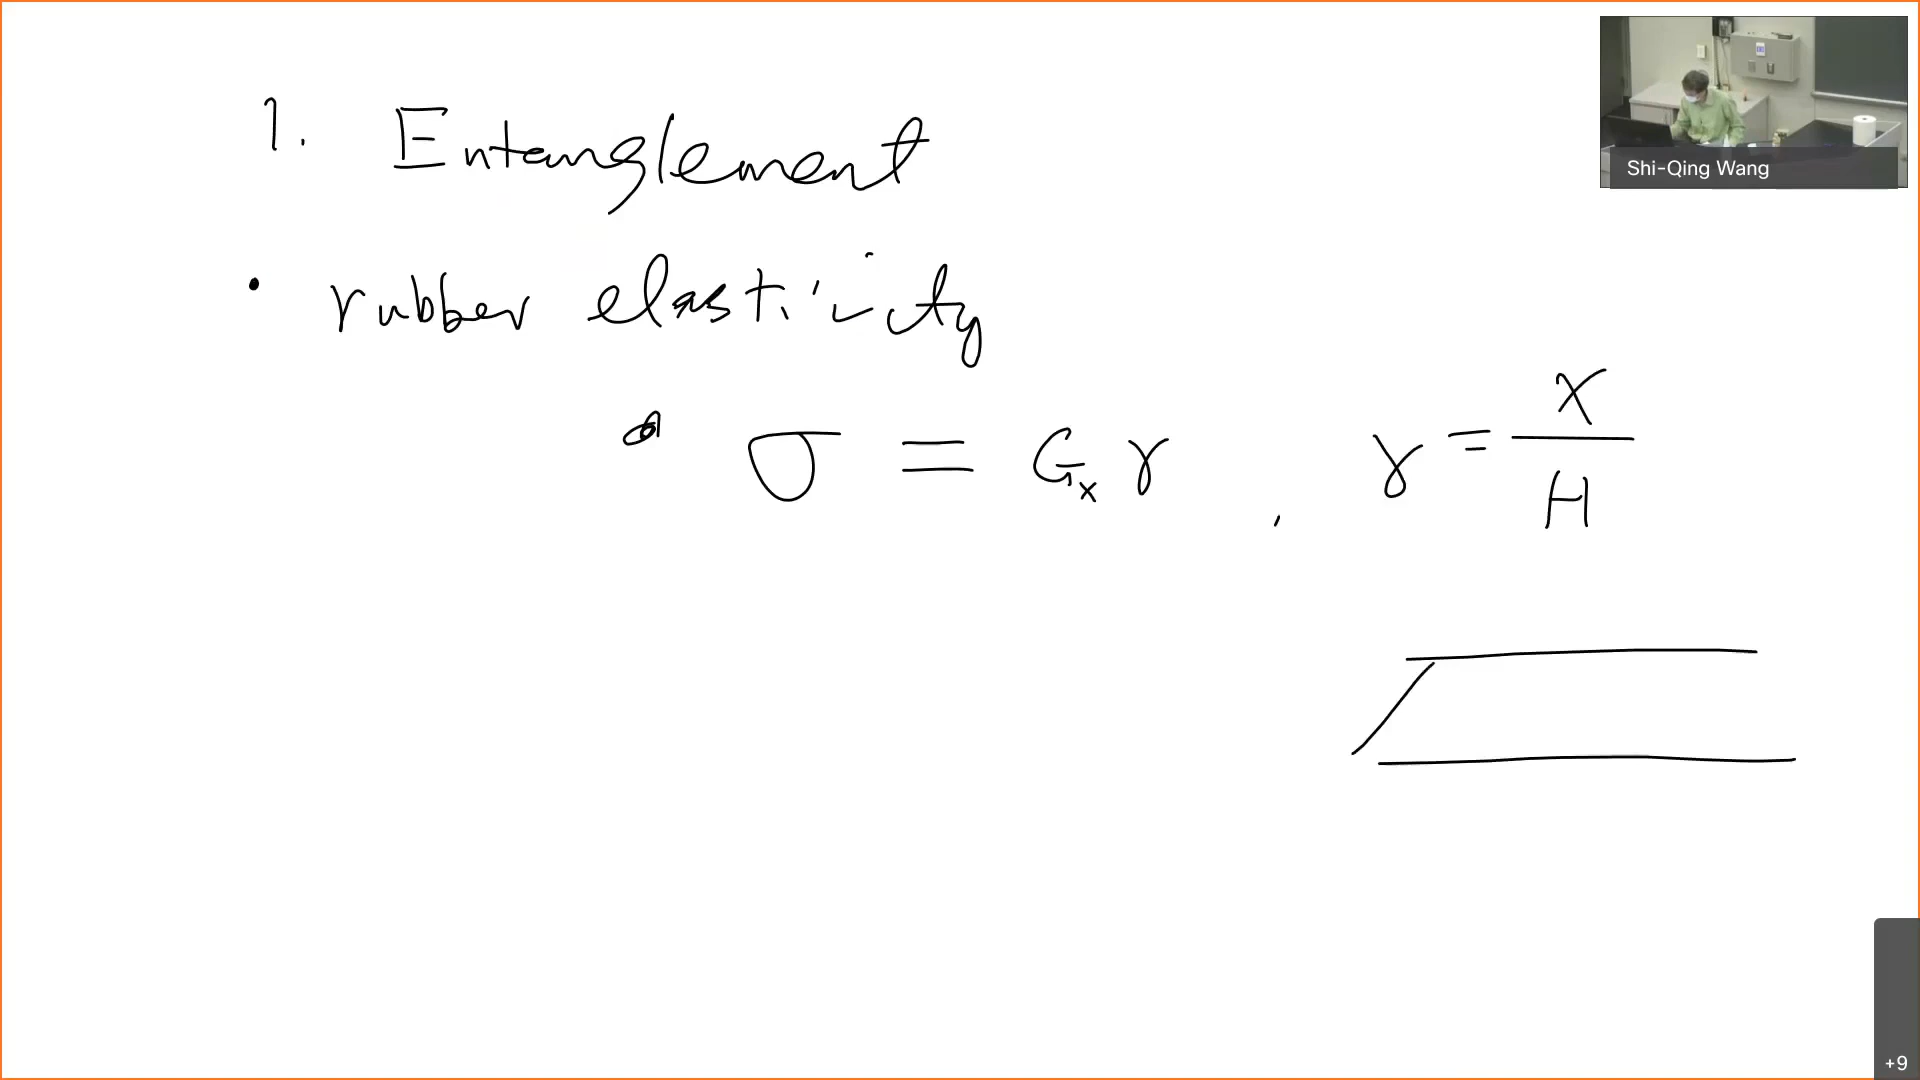 1. Entanglement
• rubber elasticity
σ = Gₓ γ , γ = X / H
Shi-Qing Wang
+9